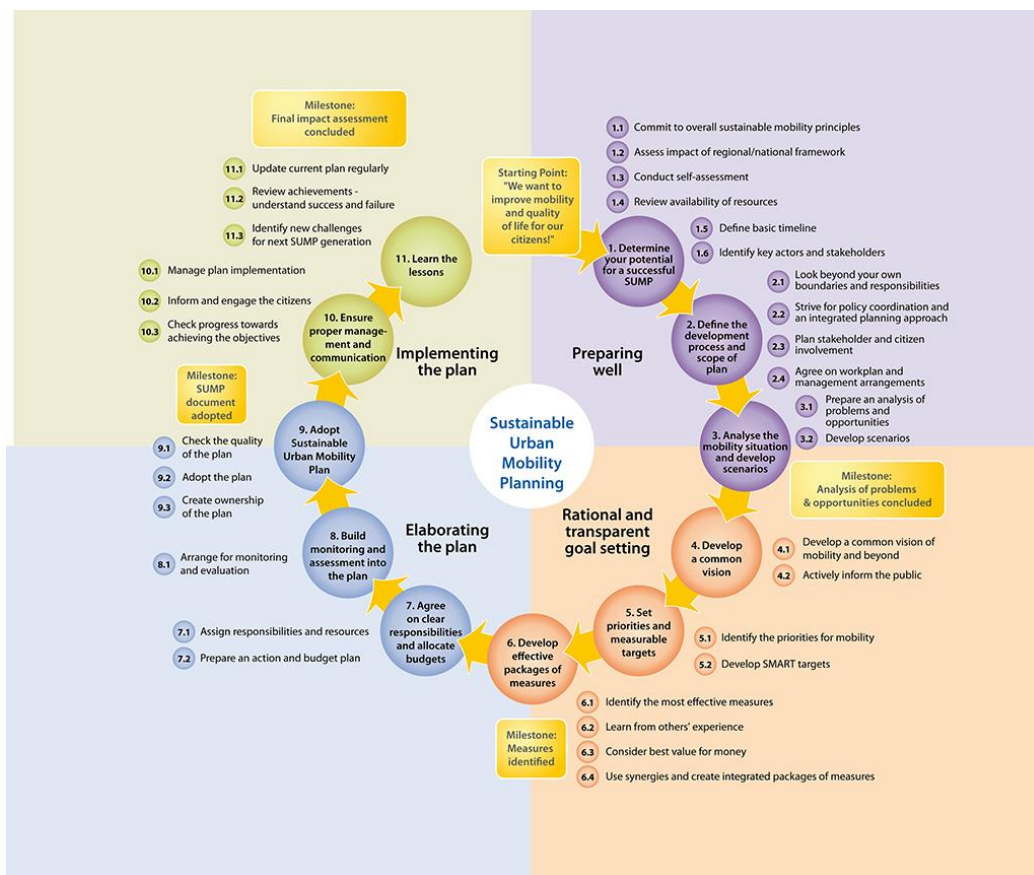 Starting Point:
"We want to
improve mobility
and quality
of life for our
citizens!"
1.1 Commit to overall sustainable mobility principles
1.2 Assess impact of regional/national framework
1.3 Conduct self-assessment
1.4 Review availability of resources
1.5 Define basic timeline
1.6 Identify key actors and stakeholders
1. Determine
your potential
for a successful
SUMP
2.1 Look beyond your own
boundaries and responsibilities
2.2 Strive for policy coordination and
an integrated planning approach
2.3 Plan stakeholder and citizen
involvement
2.4 Agree on workplan and
management arrangements
2. Define the
development
process and
scope of
plan
3.1 Prepare an analysis of
problems and
opportunities
3.2 Develop scenarios
3. Analyse the
mobility situation
and develop
scenarios
Preparing
well
Milestone:
Analysis of problems
& opportunities concluded
Sustainable
Urban
Mobility
Planning
Rational and
transparent
goal setting
4. Develop
a common
vision
4.1 Develop a common vision of
mobility and beyond
4.2 Actively inform the public
5. Set
priorities and
measurable
targets
5.1 Identify the priorities for mobility
5.2 Develop SMART targets
6. Develop
effective
packages of
measures
6.1 Identify the most effective measures
6.2 Learn from others' experience
6.3 Consider best value for money
6.4 Use synergies and create integrated packages of measures
Milestone:
Measures
identified
Elaborating
the plan
7. Agree
on clear
responsibilities
and allocate
budgets
7.1 Assign responsibilities and resources
7.2 Prepare an action and budget plan
8. Build
monitoring and
assessment into
the plan
8.1 Arrange for monitoring
and evaluation
9. Adopt
Sustainable
Urban Mobility
Plan
9.1 Check the quality
of the plan
9.2 Adopt the plan
9.3 Create ownership
of the plan
Milestone:
SUMP
document
adopted
Implementing
the plan
10. Ensure
proper manage-
ment and
communication
10.1 Manage plan implementation
10.2 Inform and engage the citizens
10.3 Check progress towards
achieving the objectives
11. Learn the
lessons
11.1 Update current plan regularly
11.2 Review achievements -
understand success and failure
11.3 Identify new challenges
for next SUMP generation
Milestone:
Final impact assessment
concluded